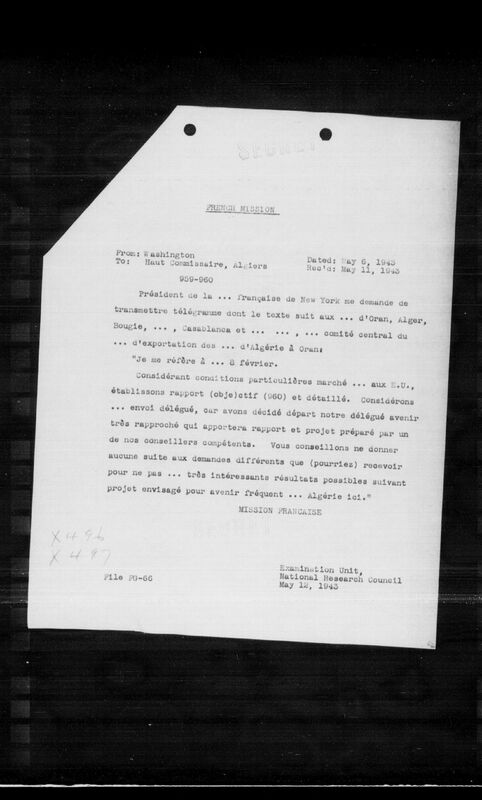 SECRET
FRENCH MISSION
From: Washington
To: Haut Commissaire, Algiers
Dated: May 6, 1943
Rec'd: May 11, 1943
959-960
Président de la ... française de New York me demande de
transmettre télégramme dont le texte suit aux ... d'Oran, Alger,
Bougie, ... , Casablanca et ... ... , ... comité central du
... d'exportation des ... d'Algérie à Oran:
"Je me réfère à ... 8 février.
Considérant conditions particulières marché ... aux E.U.,
établissons rapport (obje)ctif (960) et détaillé. Considérons
... envoi délégué, car avons décidé départ notre délégué avenir
très rapproché qui apportera rapport et projet préparé par un
de nos conseillers compétents. Vous conseillons ne donner
aucune suite aux demandes différents que (pourriez) recevoir
pour ne pas ... très intéressants résultats possibles suivant
projet envisagé pour avenir fréquent ... Algérie ici."
MISSION FRANCAISE
X 496
X 497
File FG-66
Examination Unit,
National Research Council
May 12, 1943